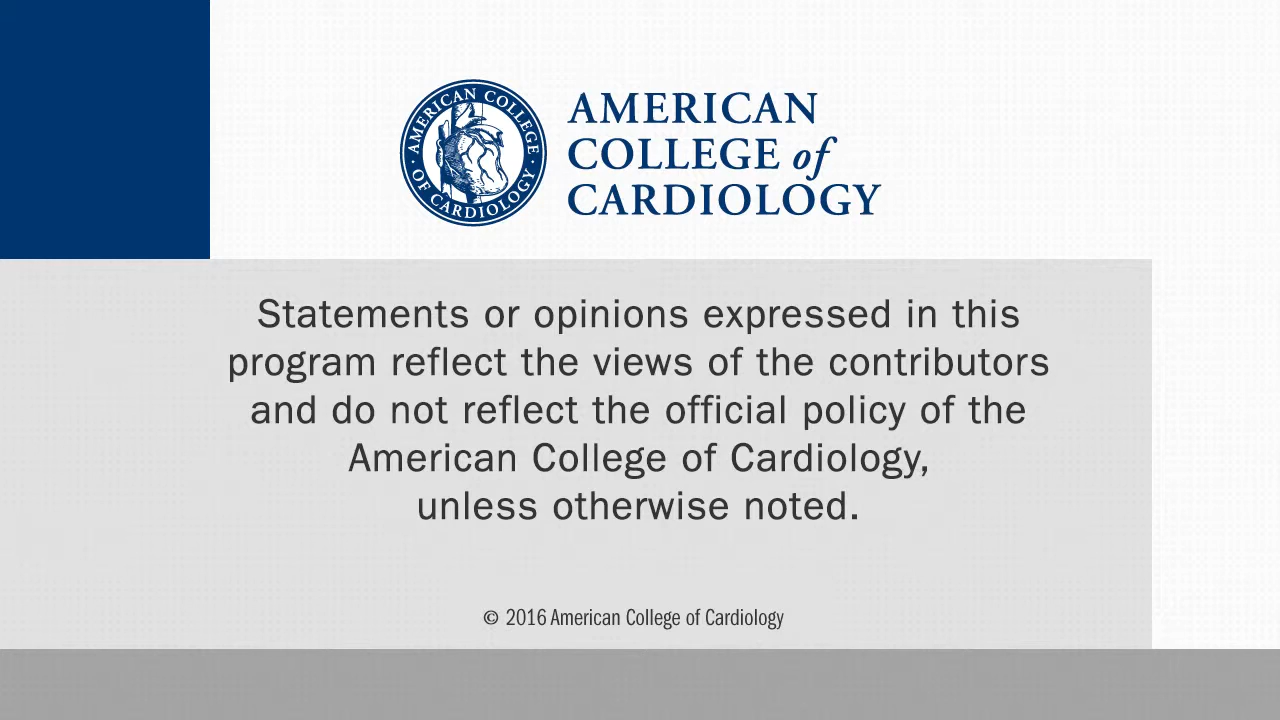 AMERICAN COLLEGE
OF CARDIOLOGY
AMERICAN
COLLEGE of
CARDIOLOGY
Statements or opinions expressed in this
program reflect the views of the contributors
and do not reflect the official policy of the
American College of Cardiology,
unless otherwise noted.
© 2016 American College of Cardiology